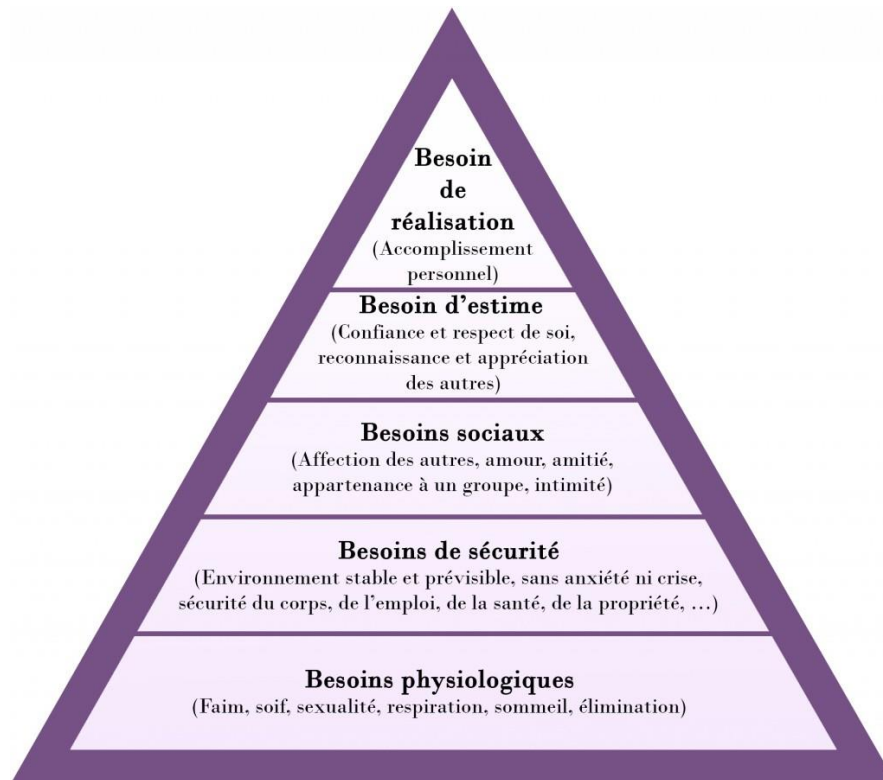 Besoin
de
réalisation
(Accomplissement
personnel)
Besoin d'estime
(Confiance et respect de soi,
reconnaissance et appréciation
des autres)
Besoins sociaux
(Affection des autres, amour, amitié,
appartenance à un groupe, intimité)
Besoins de sécurité
(Environnement stable et prévisible, sans anxiété ni crise,
sécurité du corps, de l'emploi, de la santé, de la propriété, …)
Besoins physiologiques
(Faim, soif, sexualité, respiration, sommeil, élimination)